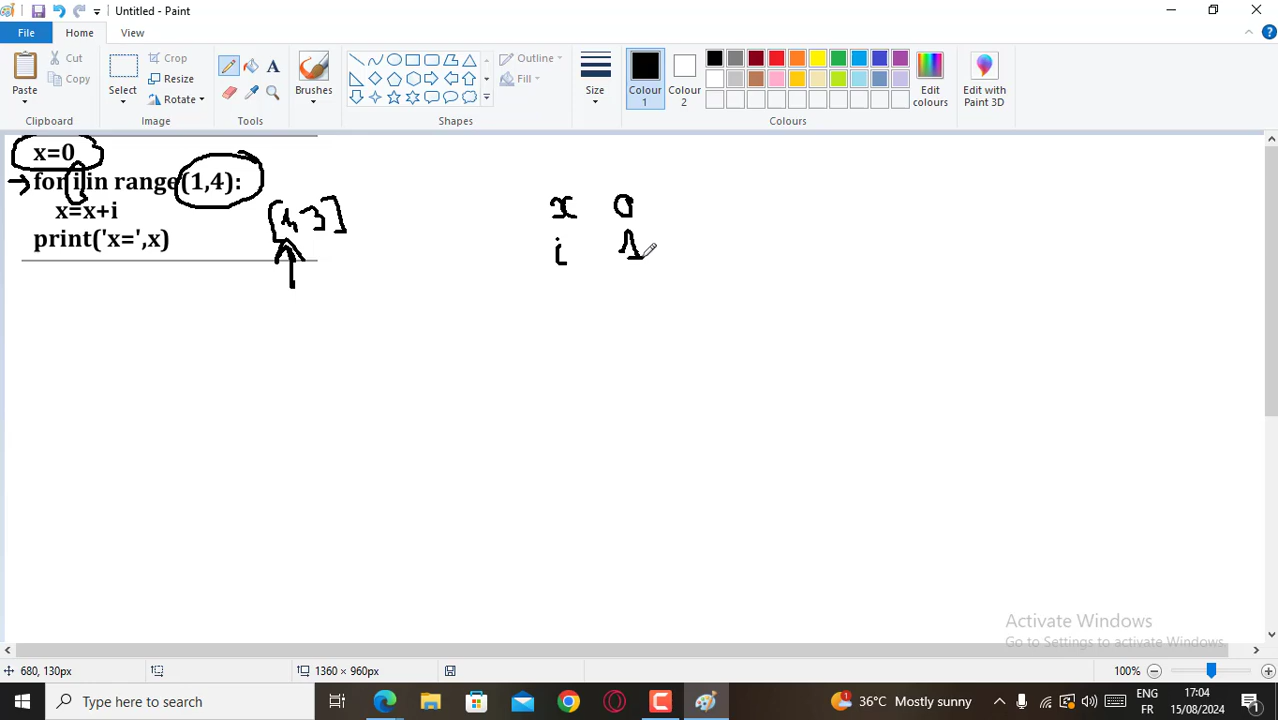 Untitled - Paint
File Home View
Paste
Cut
Copy
Clipboard
Select
Crop
Resize
Rotate
Image
A
Tools
Brushes
Shapes
Outline
Fill
Size
Colour 1
Colour 2
Edit colours
Edit with Paint 3D
Colours
x=0
for i in range(1,4):
x=x+i
print('x=',x)
[1,3]
x 0
i 1
Activate Windows
Go to Settings to activate Windows.
680, 130px
1360 × 960px
100%
Type here to search
1
36°C Mostly sunny
ENG
FR
17:04
15/08/2024
1